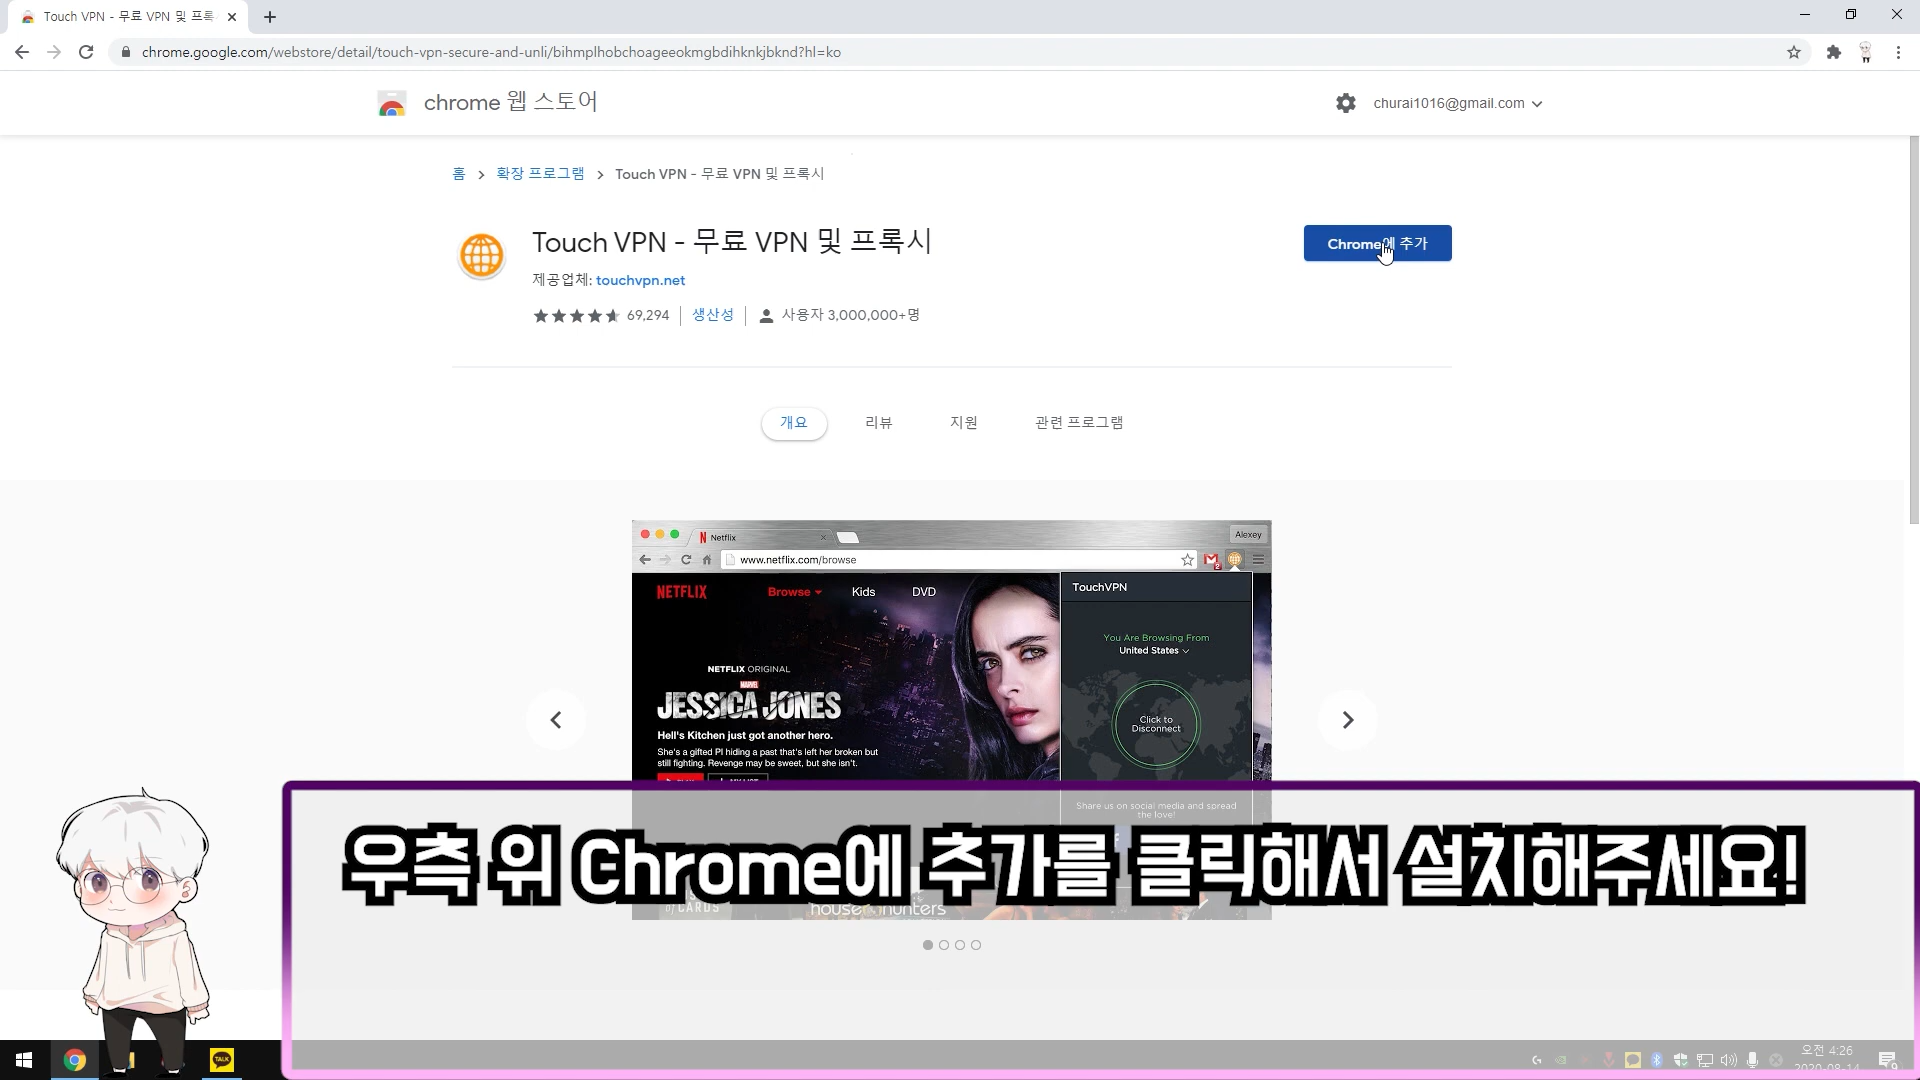 Touch VPN - 무료 VPN 및 프록
chrome.google.com/webstore/detail/touch-vpn-secure-and-unli/bihmplhobchoageeokmgbdihknkjbknd?hl=ko
chrome 웹 스토어
churai1016@gmail.com
홈 > 확장 프로그램 > Touch VPN - 무료 VPN 및 프록시
Touch VPN - 무료 VPN 및 프록시
Chrome에 추가
제공업체: touchvpn.net
69,294 생산성 사용자 3,000,000+명
개요 리뷰 지원 관련 프로그램
Netflix
Alexey
www.netflix.com/browse
NETFLIX Browse Kids DVD
TouchVPN
You Are Browsing From
United States
NETFLIX ORIGINAL
MARVEL
JESSICA JONES
Click to
Disconnect
Hell's Kitchen just got another hero.
She's a gifted PI hiding a past that's left her broken but
still fighting. Revenge may be sweet, but she isn't.
Share us on social media and spread
the love!
우측 위 Chrome에 추가를 클릭해서 설치해주세요!
of CARDS
house hunters
TALK
오전 4:26
2020-08-14